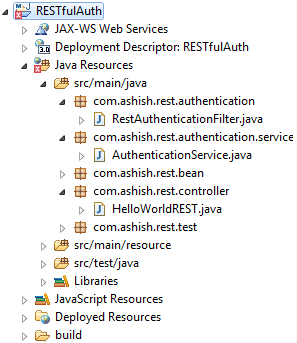 RESTfulAuth
JAX-WS Web Services
Deployment Descriptor: RESTfulAuth
Java Resources
src/main/java
com.ashish.rest.authentication
RestAuthenticationFilter.java
com.ashish.rest.authentication.service
AuthenticationService.java
com.ashish.rest.bean
com.ashish.rest.controller
HelloWorldREST.java
com.ashish.rest.test
src/main/resource
src/test/java
Libraries
JavaScript Resources
Deployed Resources
build